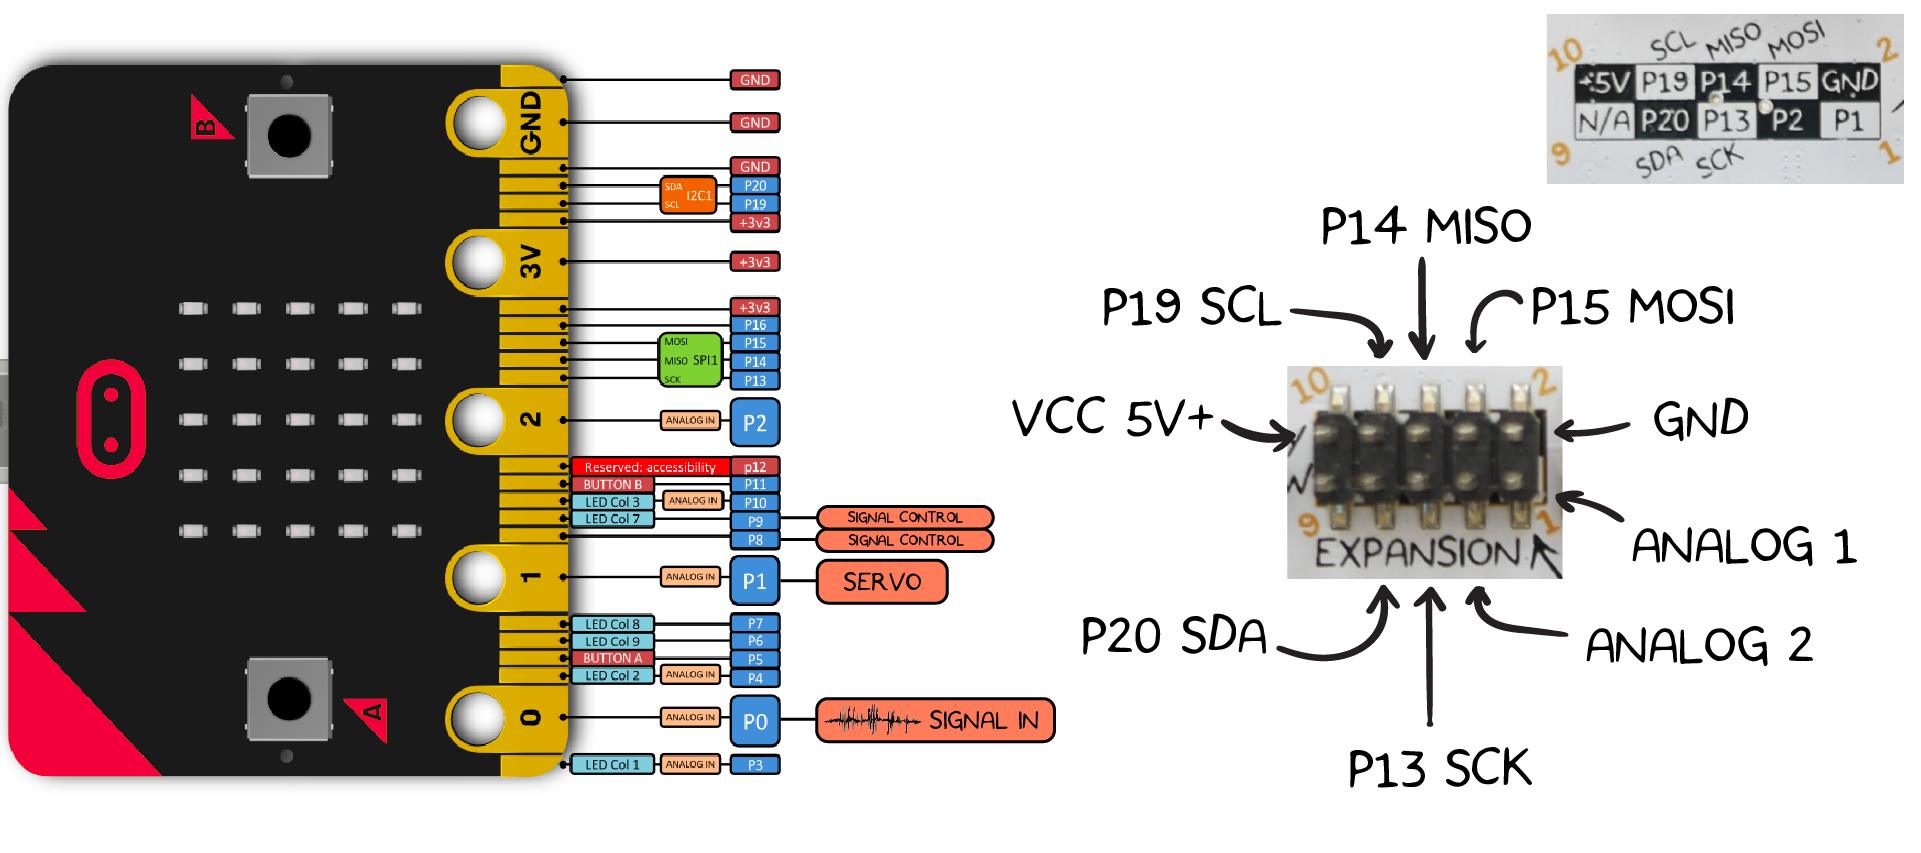 B
GND
3V
2
1
0
A
GND
GND
GND
SDA
SCL
I2C1
P20
P19
+3v3
+3v3
+3v3
P16
MOSI
MISO SPI1
SCK
P15
P14
P13
ANALOG IN P2
Reserved: accessibility p12
BUTTON B P11
LED Col 3 ANALOG IN P10
LED Col 7 P9 SIGNAL CONTROL
P8 SIGNAL CONTROL
ANALOG IN P1 SERVO
LED Col 8 P7
LED Col 9 P6
BUTTON A P5
LED Col 2 ANALOG IN P4
ANALOG IN P0 SIGNAL IN
LED Col 1 ANALOG IN P3
SCL MISO MOSI
10 2
+5V P19 P14 P15 GND
N/A P20 P13 P2 P1
9 1
SDA SCK
P14 MISO
P19 SCL
P15 MOSI
VCC 5V+
GND
10 2
9 1
EXPANSION
ANALOG 1
P20 SDA
ANALOG 2
P13 SCK